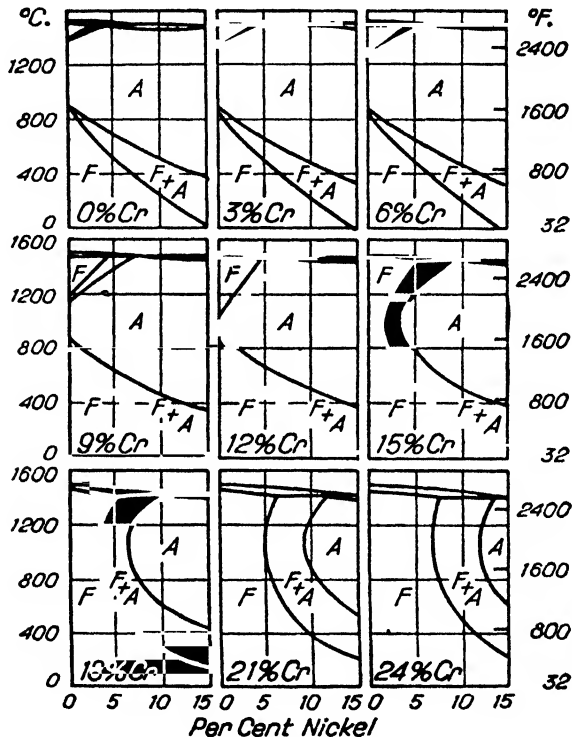 °C. °F.
2400
1200 A A A
1600
800
800
400 F F+A F F+A F F+A
0 0%Cr 3%Cr 6%Cr 32
1600
F F F 2400
1200
A A A 1600
800
400 F F+A F F+A F F+A 800
0 9%Cr 12%Cr 15%Cr 32
1600
2400
1200
A A A
1600
800
F F+A F F+A F F+A
400 800
0 21%Cr 24%Cr 32
0 5 10 15 0 5 10 15 0 5 10 15
Per Cent Nickel